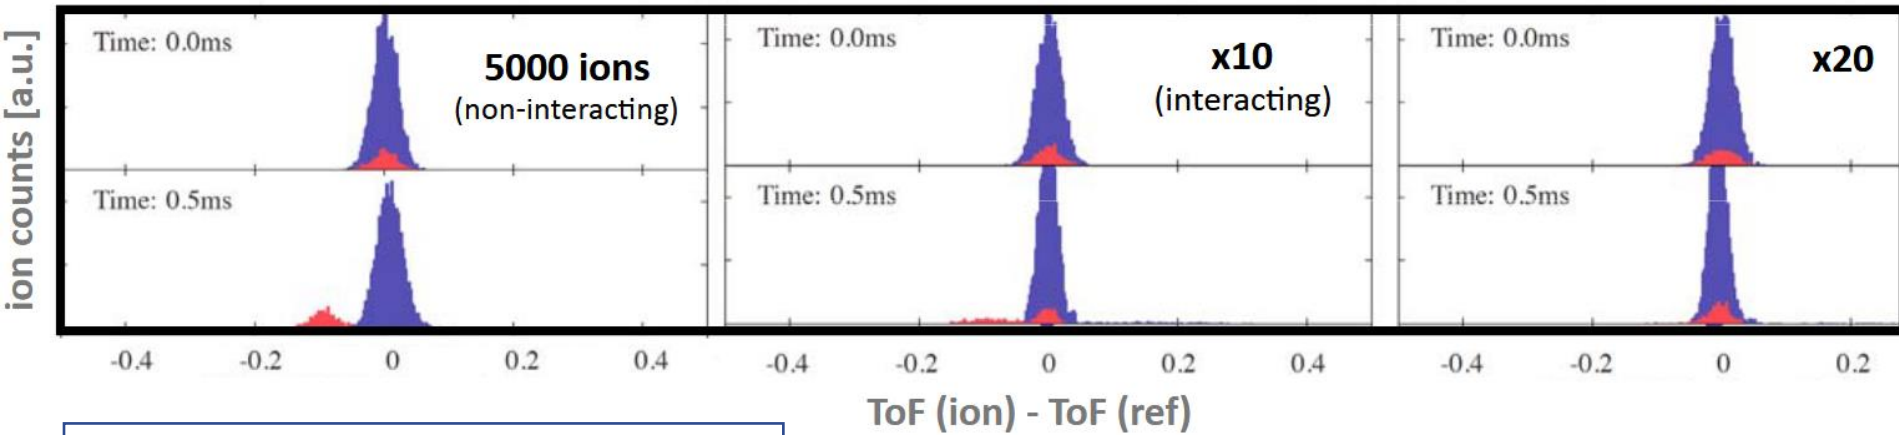 ion counts [a.u.]
Time: 0.0ms
5000 ions
(non-interacting)
Time: 0.0ms
x10
(interacting)
Time: 0.0ms
x20
Time: 0.5ms
Time: 0.5ms
Time: 0.5ms
-0.4 -0.2 0 0.2 0.4
-0.4 -0.2 0 0.2 0.4
-0.4 -0.2 0 0.2
ToF (ion) - ToF (ref)